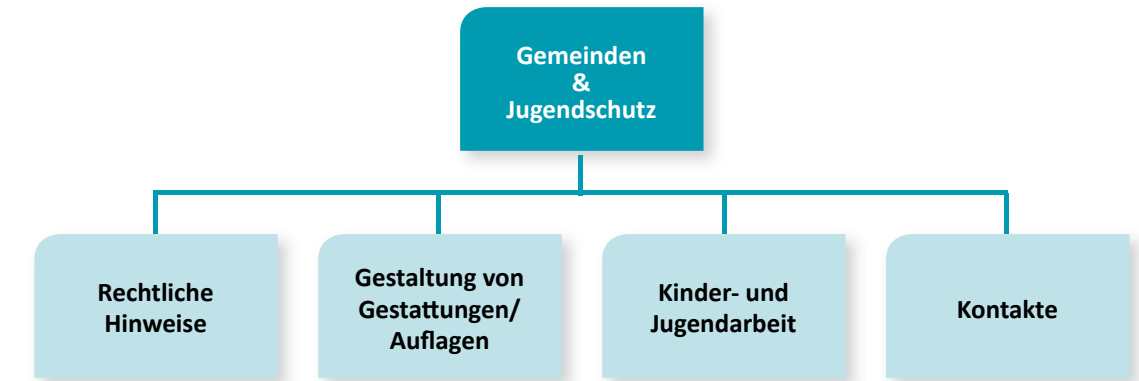 Gemeinden
&
Jugendschutz
Rechtliche
Hinweise
Gestaltung von
Gestattungen/
Auflagen
Kinder- und
Jugendarbeit
Kontakte